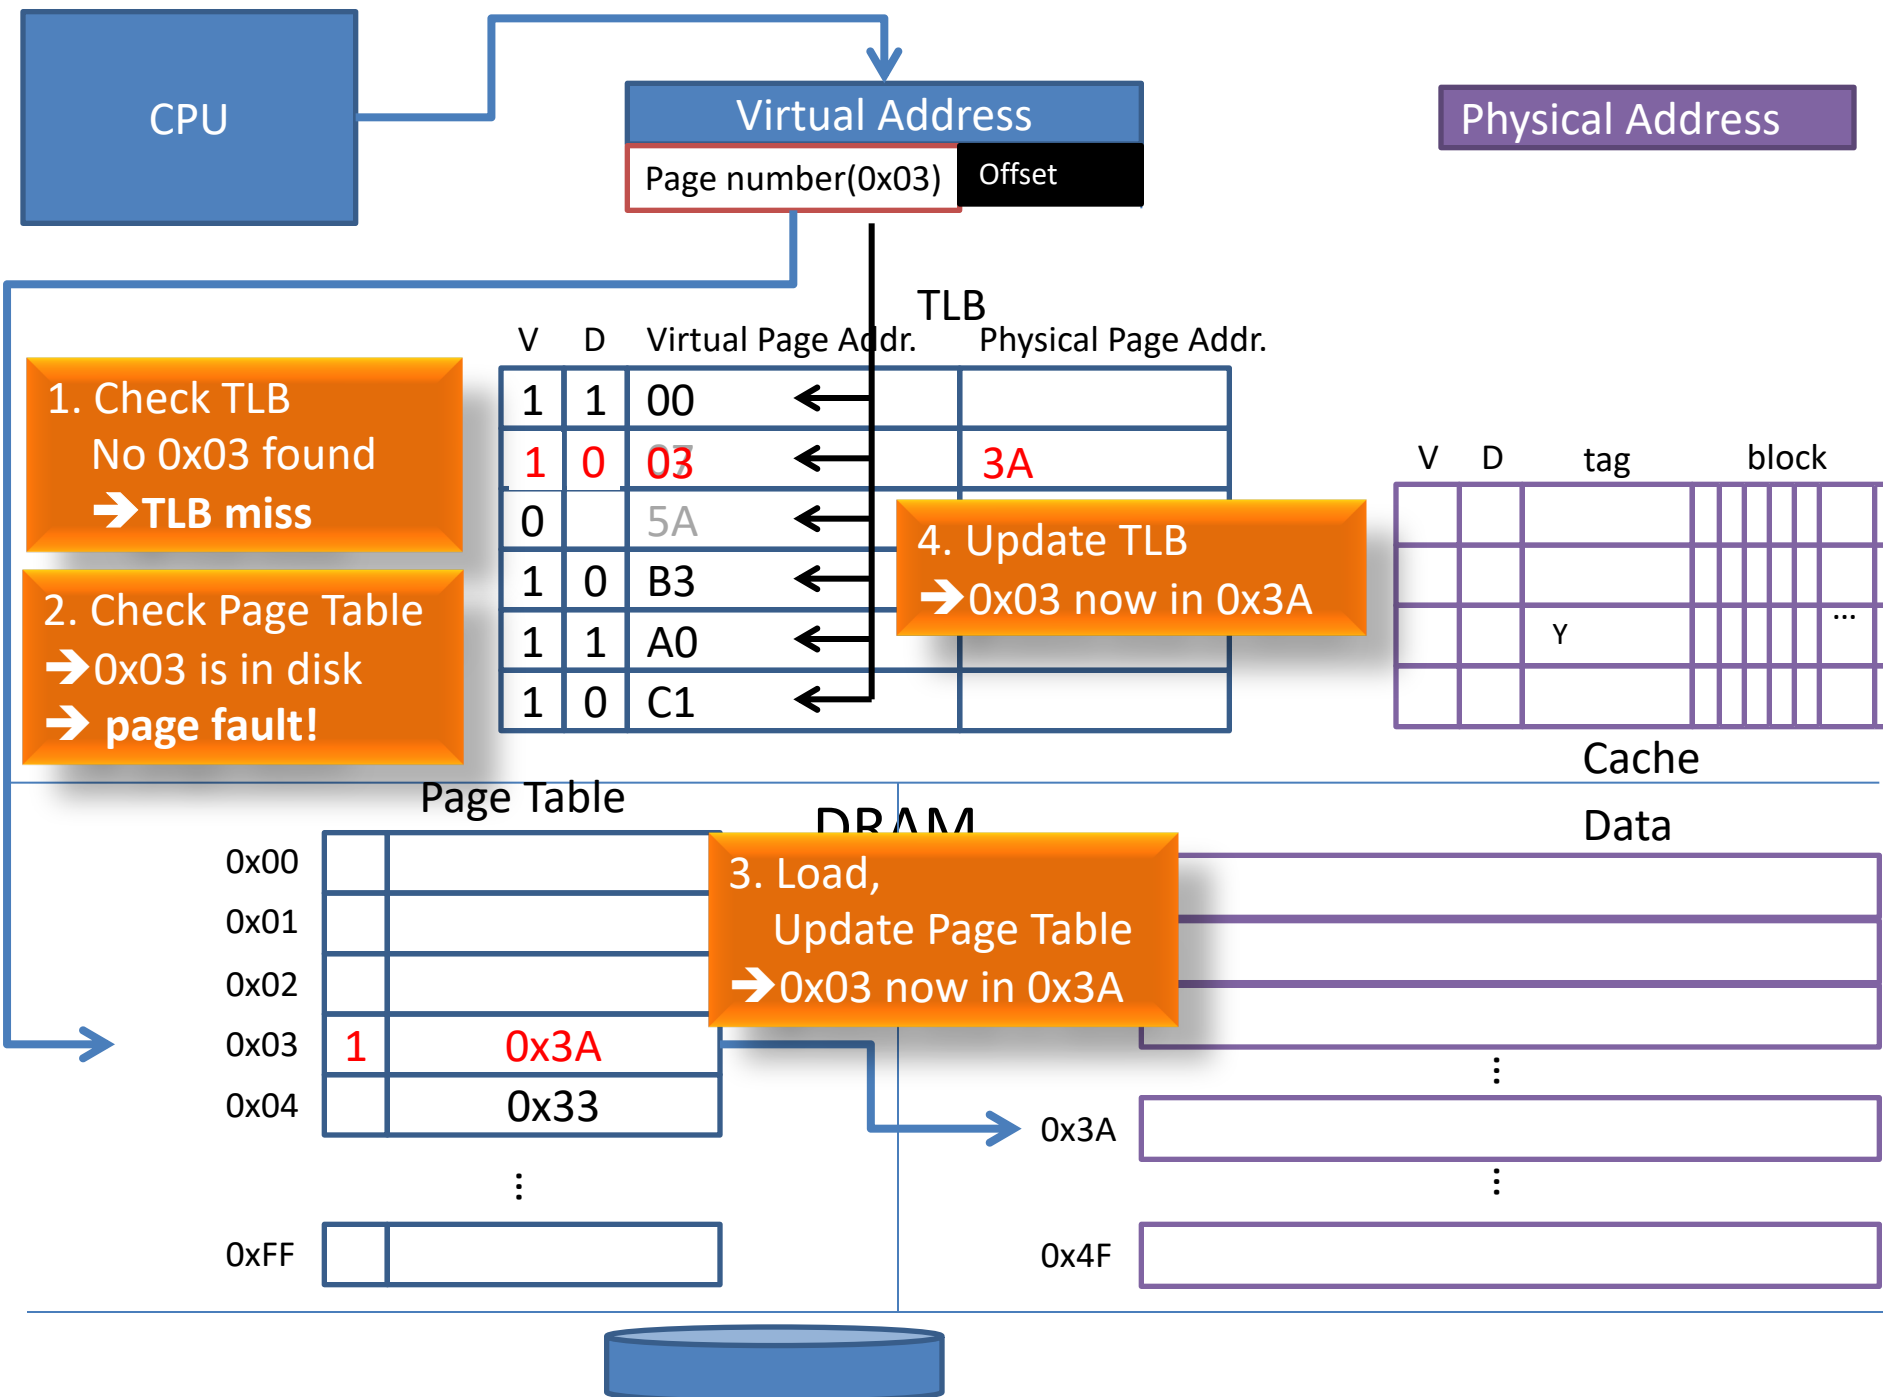 CPU
Virtual Address
Physical Address
Page number(0x03)
Offset
TLB
V D Virtual Page Addr. Physical Page Addr.
1. Check TLB
No 0x03 found
➔TLB miss
1 1 00
1 0 03 3A
0 5A
1 0 B3
1 1 A0
1 0 C1
4. Update TLB
➔0x03 now in 0x3A
2. Check Page Table
➔0x03 is in disk
➔ page fault!
V D tag block
Y
...
Cache
Page Table
DRAM
Data
0x00
0x01
0x02
0x03 1 0x3A
0x04 0x33
...
0xFF
3. Load,
Update Page Table
➔0x03 now in 0x3A
...
0x3A
...
0x4F